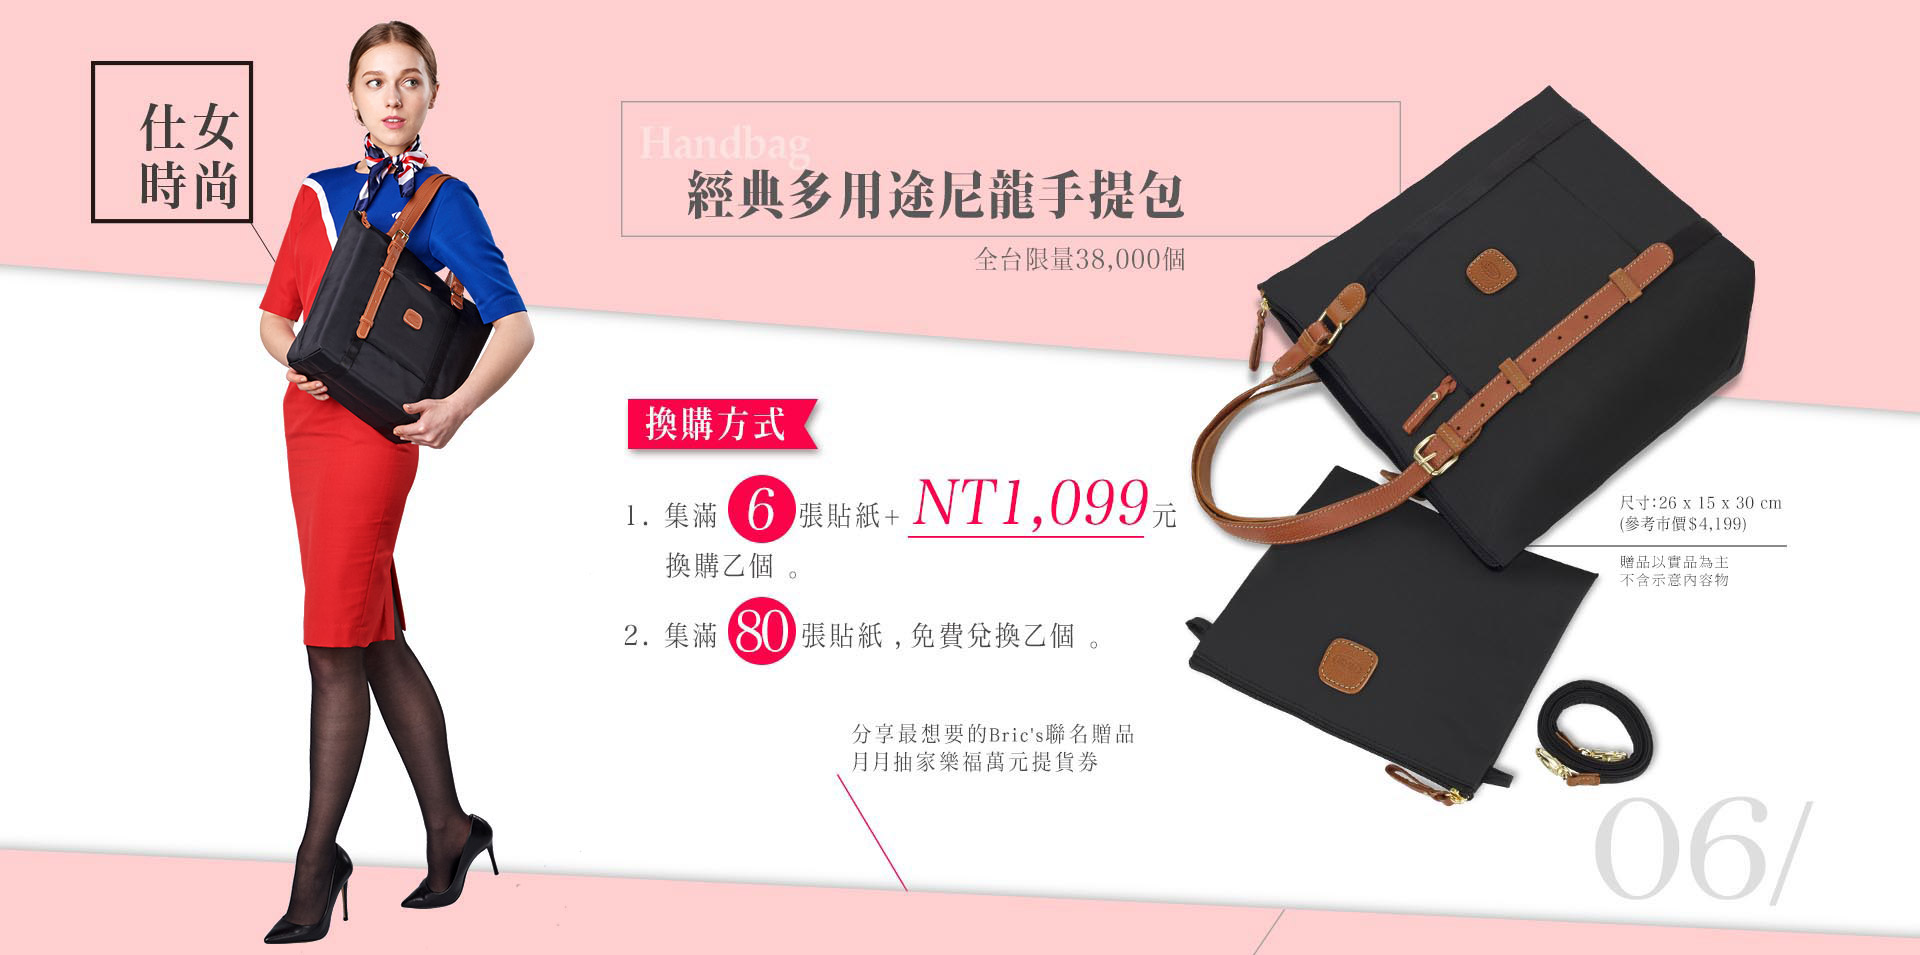 仕女
時尚
Handbag
經典多用途尼龍手提包
全台限量38,000個
換購方式
1. 集滿 6 張貼紙+ NT1,099元
換購乙個 。
2. 集滿 80 張貼紙 , 免費兌換乙個 。
分享最想要的Bric's聯名贈品
月月抽家樂福萬元提貨券
尺寸:26 x 15 x 30 cm
(參考市價$4,199)
贈品以實品為主
不含示意內容物
06/